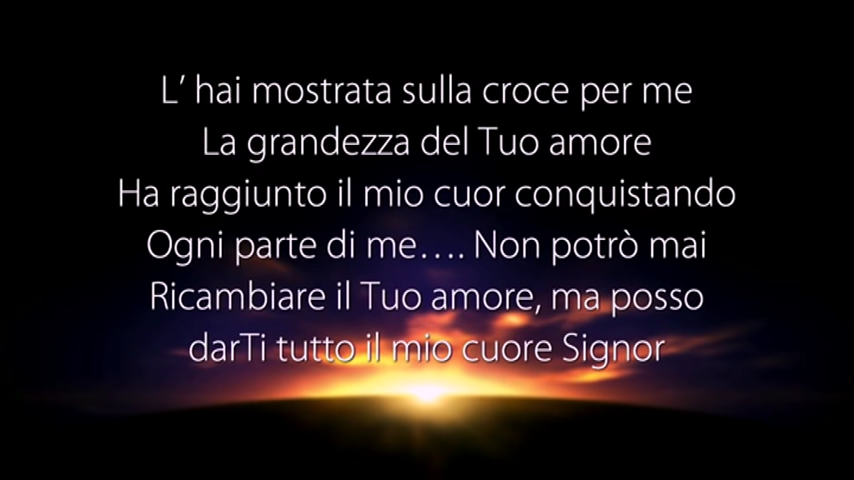 L’ hai mostrata sulla croce per me
La grandezza del Tuo amore
Ha raggiunto il mio cuor conquistando
Ogni parte di me…. Non potrò mai
Ricambiare il Tuo amore, ma posso
darTi tutto il mio cuore Signor